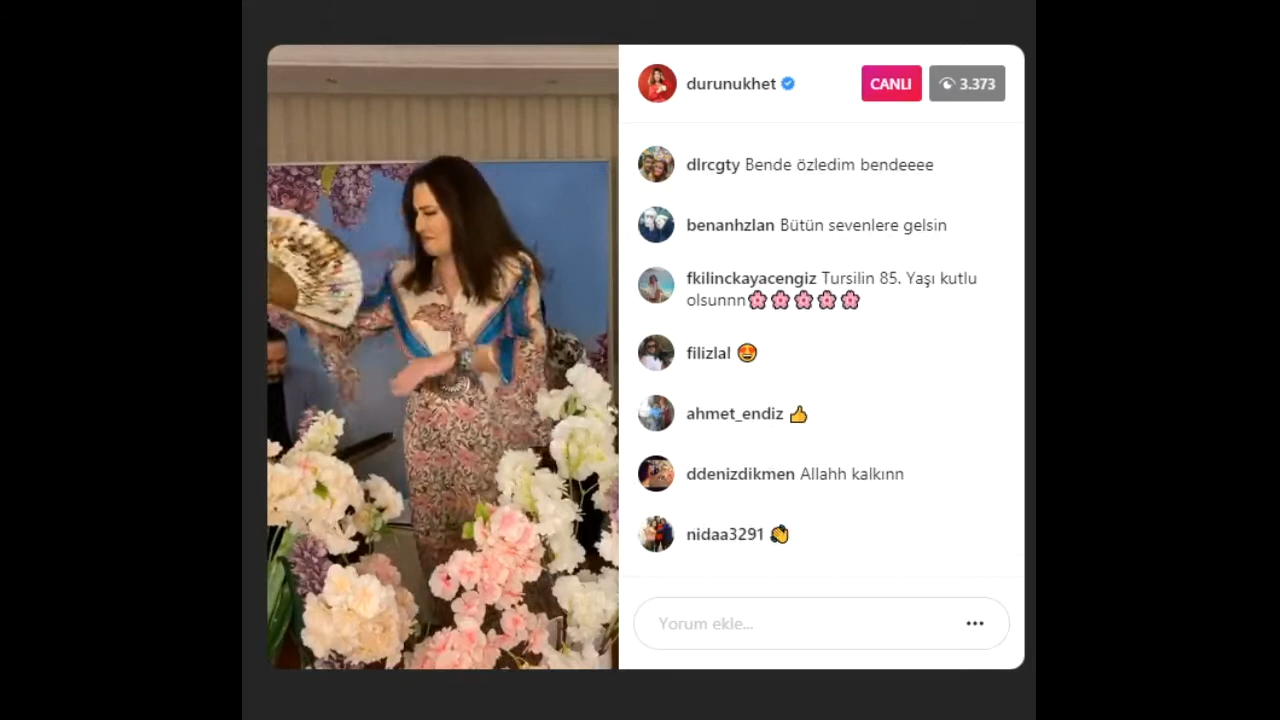 durunukhet
CANLI
3.373
dlrcgty Bende özledim bendeeee
benanhzlan Bütün sevenlere gelsin
fkilinckayacengiz Tursilin 85. Yaşı kutlu
olsunnn🌸🌸🌸🌸🌸
filizlal 😍
ahmet_endiz 👍
ddenizdikmen Allahh kalkınn
nidaa3291 👏
Yorum ekle...